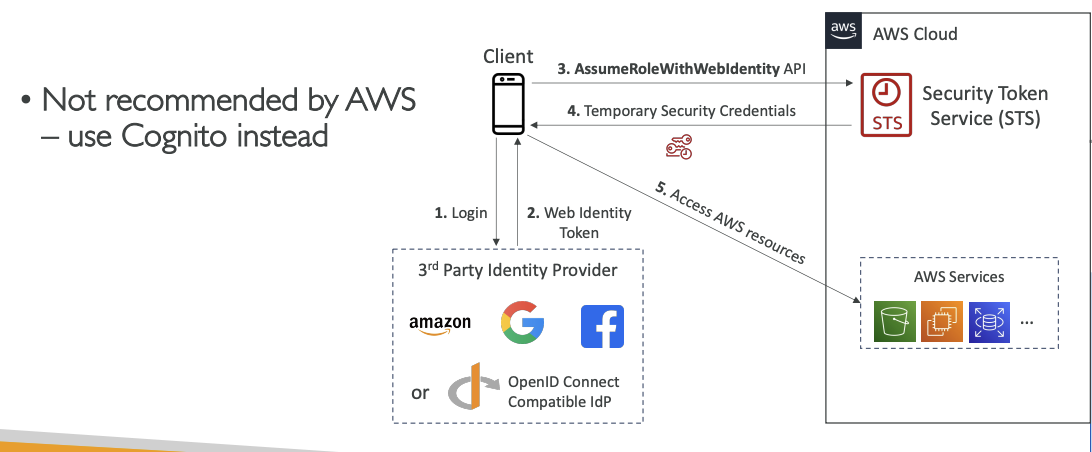 • Not recommended by AWS
– use Cognito instead
Client
aws
AWS Cloud
3. AssumeRoleWithWebIdentity API
4. Temporary Security Credentials
STS
Security Token
Service (STS)
1. Login
2. Web Identity
Token
5. Access AWS resources
3rd Party Identity Provider
amazon
G
f
or
OpenID Connect
Compatible IdP
AWS Services
...